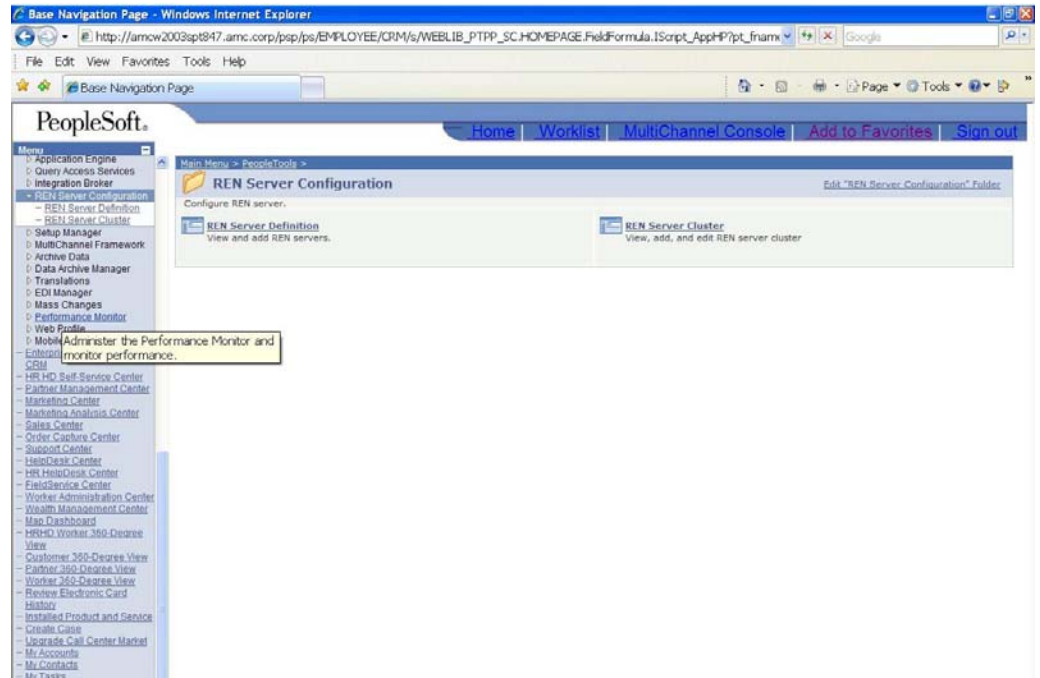 Base Navigation Page - Windows Internet Explorer
http://amcw2003spt847.amc.corp/psp/ps/EMPLOYEE/CRM/s/WEBLIB_PTPP_SC.HOMEPAGE.FieldFormula.IScript_AppHP?pt_fname
Google
File Edit View Favorites Tools Help
Base Navigation Page
Page Tools
PeopleSoft.
Home Worklist MultiChannel Console Add to Favorites Sign out
Menu
Application Engine
Query Access Services
Integration Broker
REN Server Configuration
– REN Server Definition
– REN Server Cluster
Setup Manager
MultiChannel Framework
Archive Data
Data Archive Manager
Translations
EDI Manager
Mass Changes
Performance Monitor
Web Profile
Administer the Performance Monitor and
monitor performance.
CRM
– HR HD Self-Service Center
– Partner Management Center
– Marketing Center
– Marketing Analysis Center
– Sales Center
– Order Capture Center
– Support Center
– HelpDesk Center
– HR HelpDesk Center
– FieldService Center
– Worker Administration Center
– Wealth Management Center
– Map Dashboard
– HRHD Worker 360-Degree
View
– Customer 360-Degree View
– Partner 360-Degree View
– Worker 360-Degree View
– Review Electronic Card
History
– Installed Product and Service
– Create Case
– Upgrade Call Center Market
– My Accounts
– My Contacts
– My Tasks
Main Menu > PeopleTools >
REN Server Configuration
Edit "REN Server Configuration" Folder
Configure REN server.
REN Server Definition
View and add REN servers.
REN Server Cluster
View, add, and edit REN server cluster